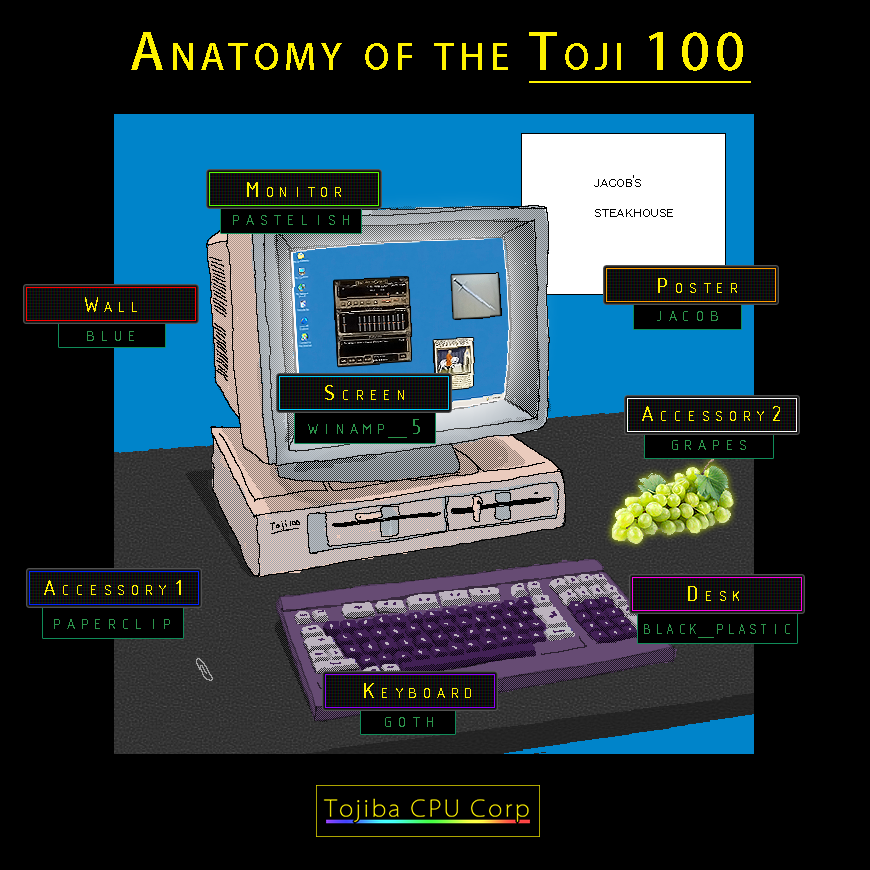 Anatomy of the Toji 100
JACOB'S
STEAKHOUSE
Monitor
PASTELISH
Wall
BLUE
Poster
JACOB
Screen
WINAMP_5
Accessory2
GRAPES
Toji 100
Accessory1
PAPERCLIP
Desk
BLACK_PLASTIC
Keyboard
GOTH
Tojiba CPU Corp